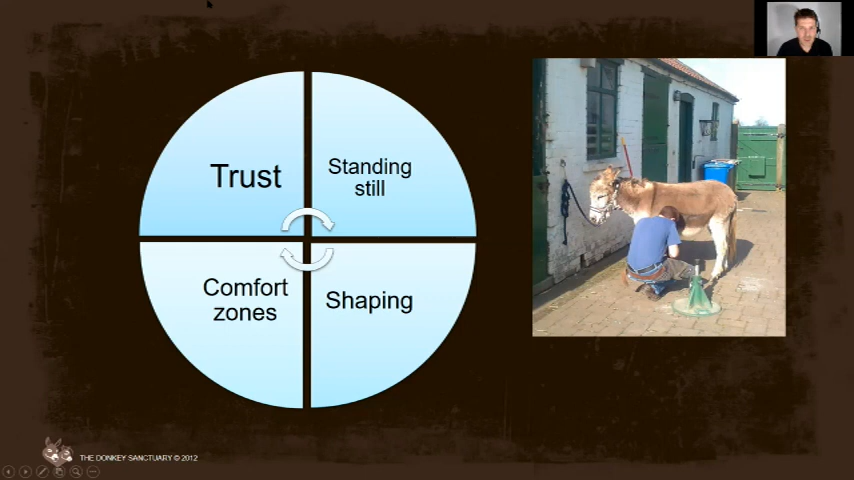 Trust
Standing
still
Comfort
zones
Shaping
THE DONKEY SANCTUARY © 2012